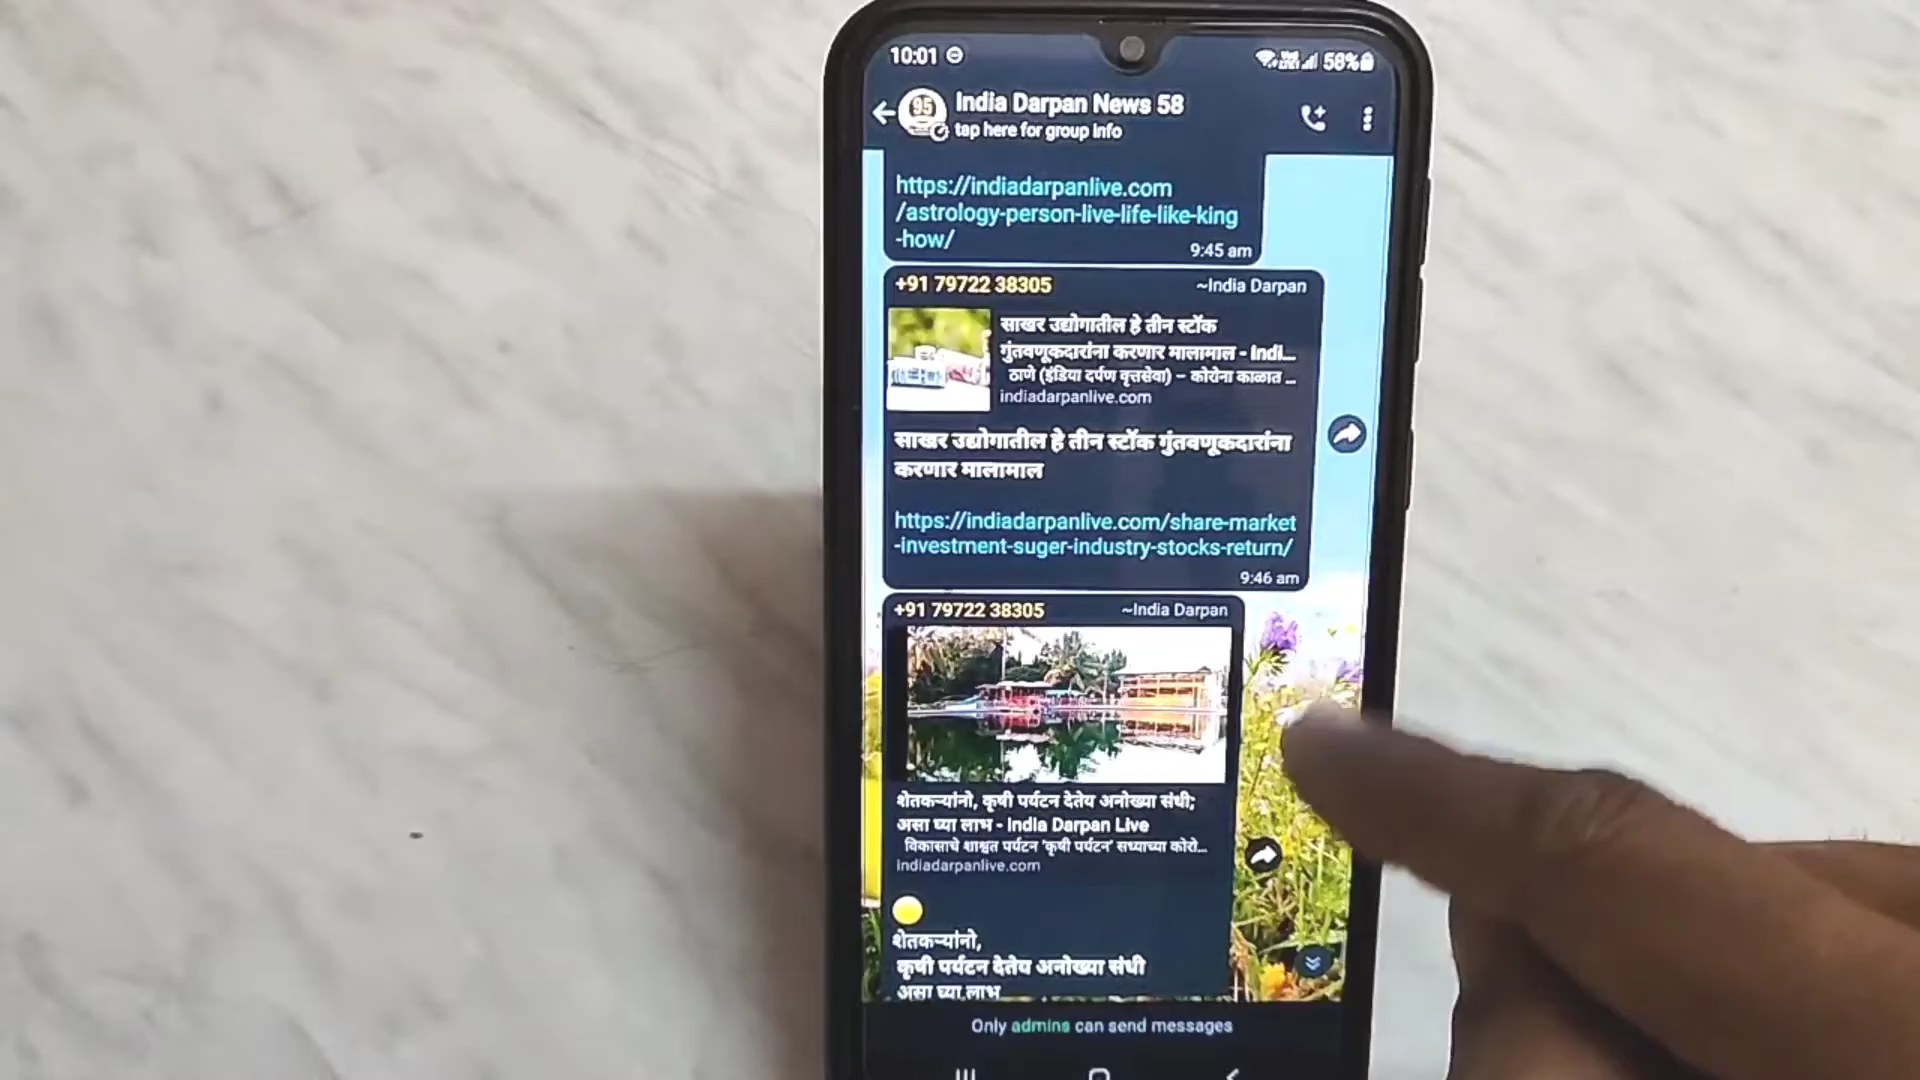 10:01
58%
95
India Darpan News 58
tap here for group info
https://indiadarpanlive.com
/astrology-person-live-life-like-king
-how/
9:45 am
+91 79722 38305 ~India Darpan
साखर उद्योगातील हे तीन स्टॉक
गुंतवणूकदारांना करणार मालामाल - Indi...
ठाणे (इंडिया दर्पण वृत्तसेवा) – कोरोना काळात ...
indiadarpanlive.com
साखर उद्योगातील हे तीन स्टॉक गुंतवणूकदारांना
करणार मालामाल
https://indiadarpanlive.com/share-market
-investment-suger-industry-stocks-return/
9:46 am
+91 79722 38305 ~India Darpan
शेतकऱ्यांनो, कृषी पर्यटन देतेय अनोख्या संधी;
असा घ्या लाभ - India Darpan Live
विकासाचे शाश्वत पर्यटन 'कृषी पर्यटन' सध्याच्या कोरो...
indiadarpanlive.com
शेतकऱ्यांनो,
कृषी पर्यटन देतेय अनोख्या संधी
असा घ्या लाभ
Only admins can send messages